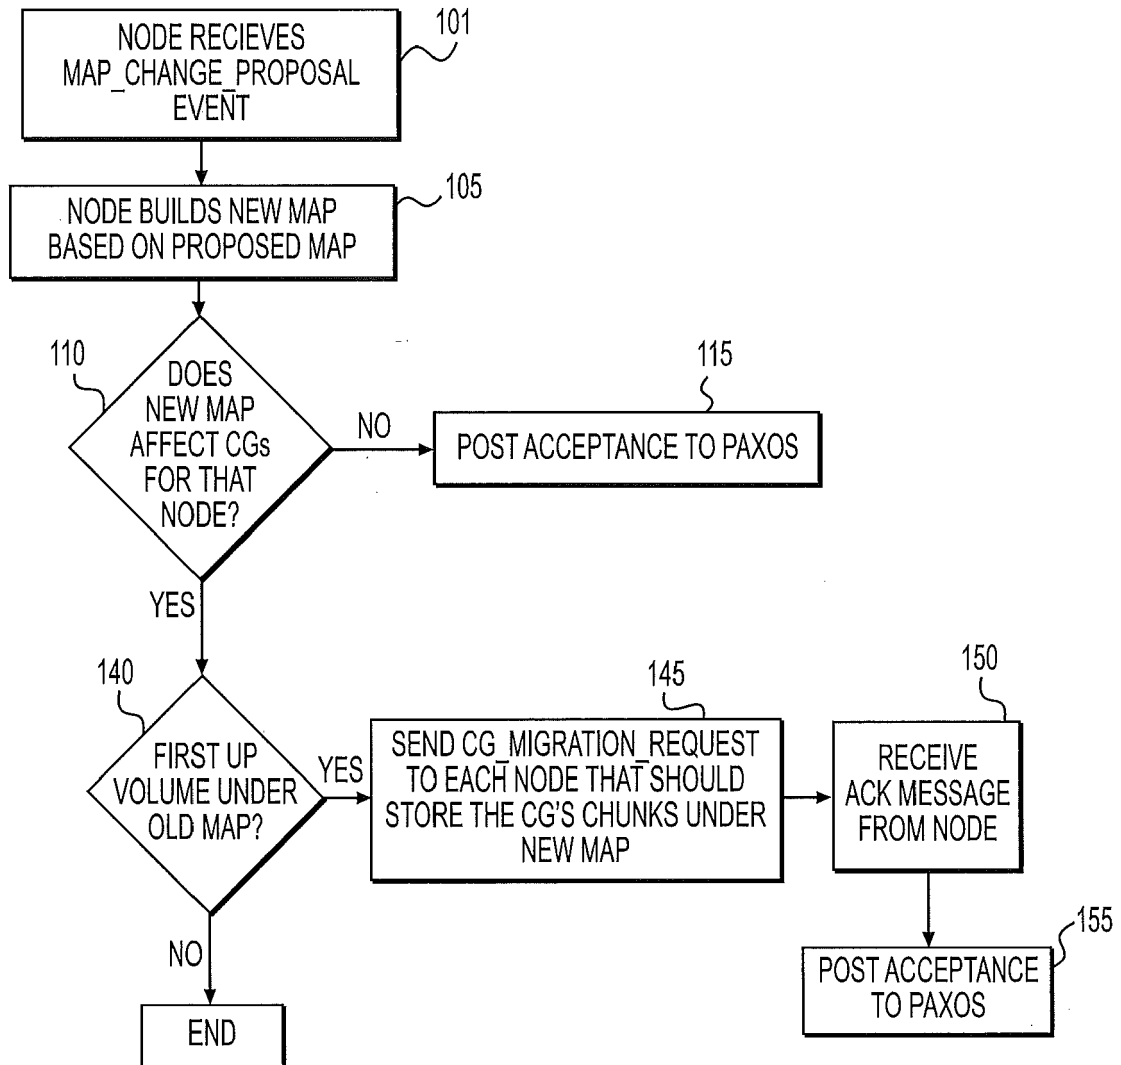 101
NODE RECIEVES
MAP_CHANGE_PROPOSAL
EVENT
105
NODE BUILDS NEW MAP
BASED ON PROPOSED MAP
110
DOES
NEW MAP
AFFECT CGs
FOR THAT
NODE?
NO
115
POST ACCEPTANCE TO PAXOS
YES
140
FIRST UP
VOLUME UNDER
OLD MAP?
YES
145
SEND CG_MIGRATION_REQUEST
TO EACH NODE THAT SHOULD
STORE THE CG'S CHUNKS UNDER
NEW MAP
150
RECEIVE
ACK MESSAGE
FROM NODE
155
POST ACCEPTANCE
TO PAXOS
NO
END